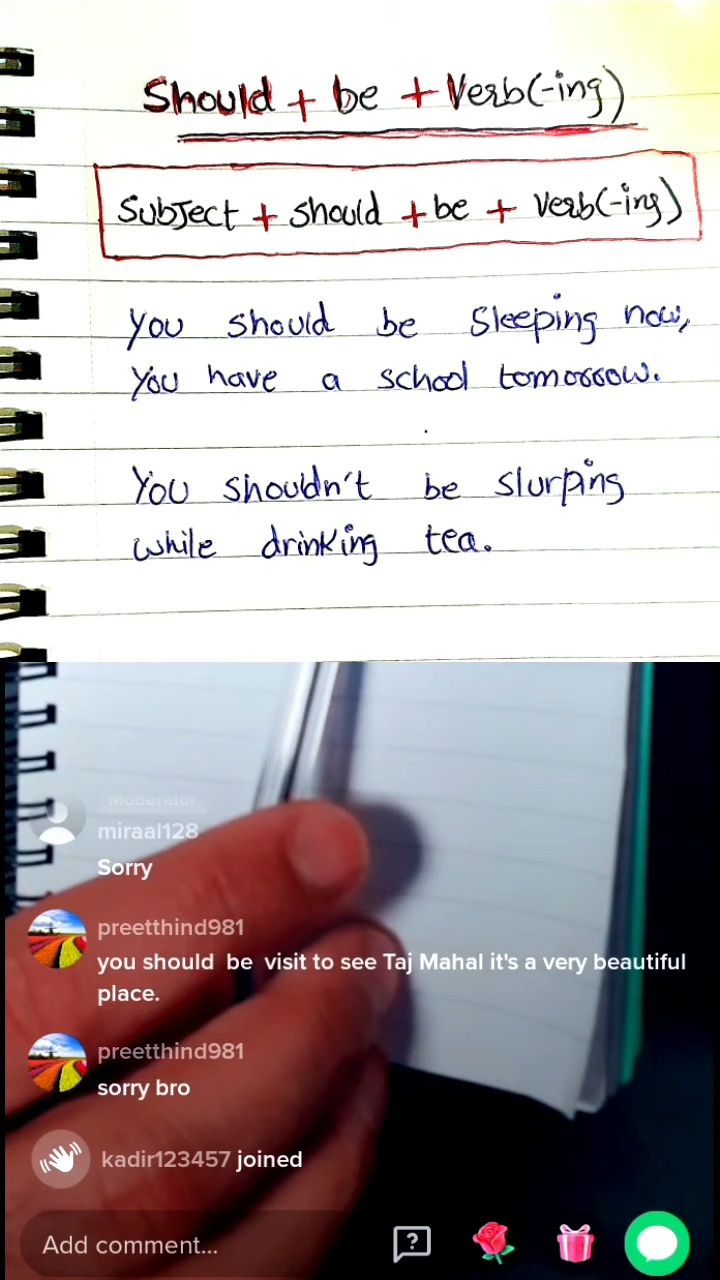 Should + be + Verb(-ing)
Subject + should + be + verb(-ing)
You should be sleeping now,
You have a school tomorrow.
You shouldn't be slurping
while drinking tea.
Moderator
miraal128
Sorry
preetthind981
you should be visit to see Taj Mahal it's a very beautiful
place.
preetthind981
sorry bro
kadir123457 joined
Add comment...